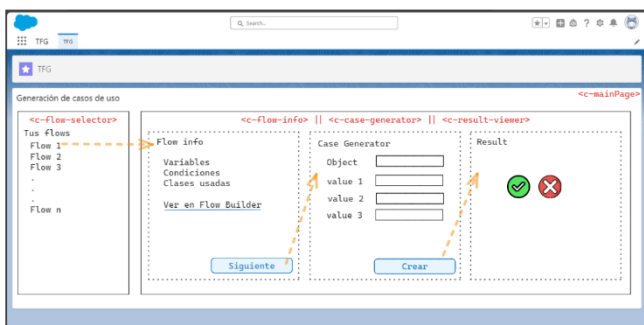 Search...
TFG
TFG
TFG
<c-mainPage>
Generación de casos de uso
<c-flow-selector>
Tus flows
Flow 1
Flow 2
Flow 3
.
.
.
Flow n
<c-flow-info> || <c-case-generator> || <c-result-viewer>
Flow info
Variables
Condiciones
Clases usadas
Ver en Flow Builder
Siguiente
Case Generator
Object
value 1
value 2
value 3
Crear
Result